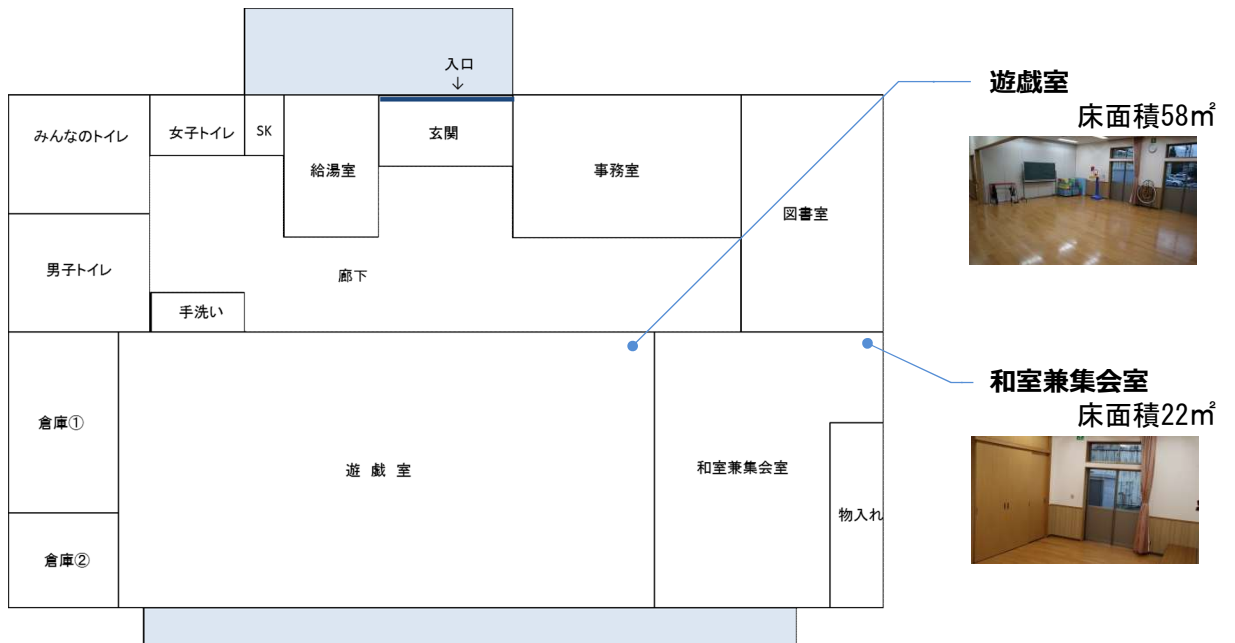 入口
↓
みんなのトイレ
女子トイレ
SK
給湯室
玄関
事務室
図書室
男子トイレ
廊下
手洗い
倉庫①
倉庫②
遊 戯 室
和室兼集会室
物入れ
遊戯室
床面積58㎡
和室兼集会室
床面積22㎡